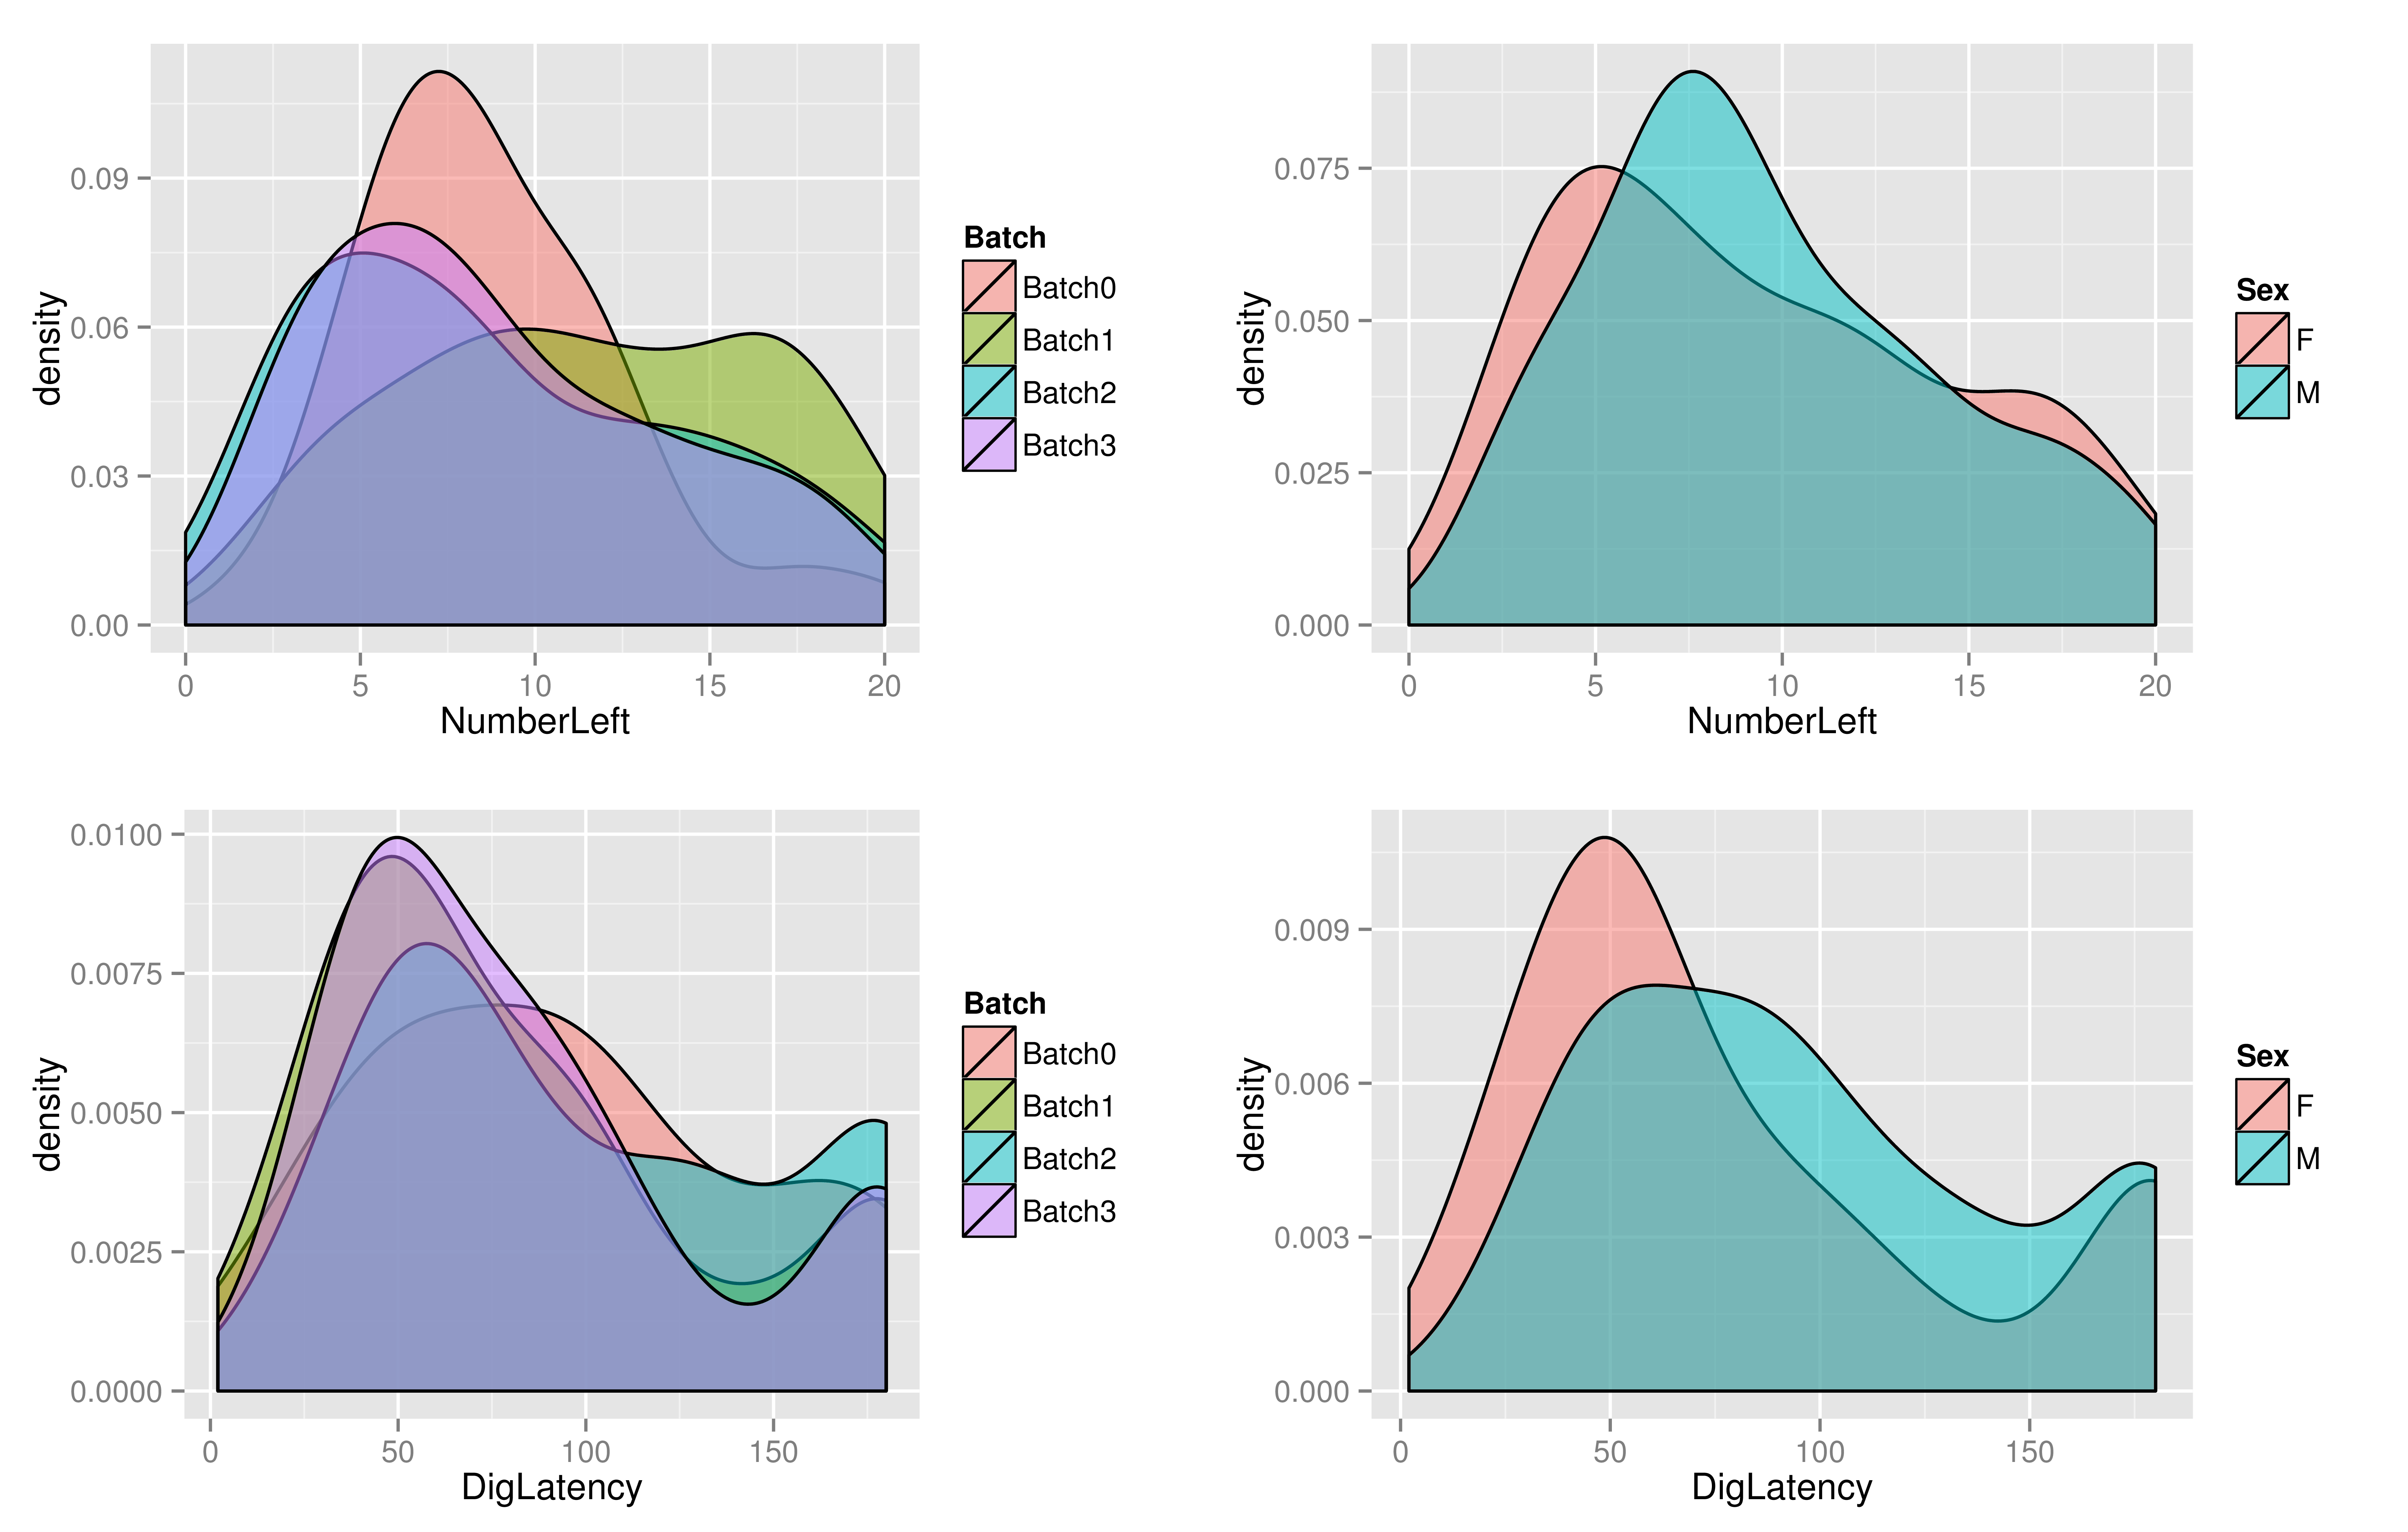 density
0.09
0.06
0.03
0.00
0 5 10 15 20
NumberLeft
Batch
Batch0
Batch1
Batch2
Batch3
density
0.075
0.050
0.025
0.000
0 5 10 15 20
NumberLeft
Sex
F
M
density
0.0100
0.0075
0.0050
0.0025
0.0000
0 50 100 150
DigLatency
Batch
Batch0
Batch1
Batch2
Batch3
density
0.009
0.006
0.003
0.000
0 50 100 150
DigLatency
Sex
F
M